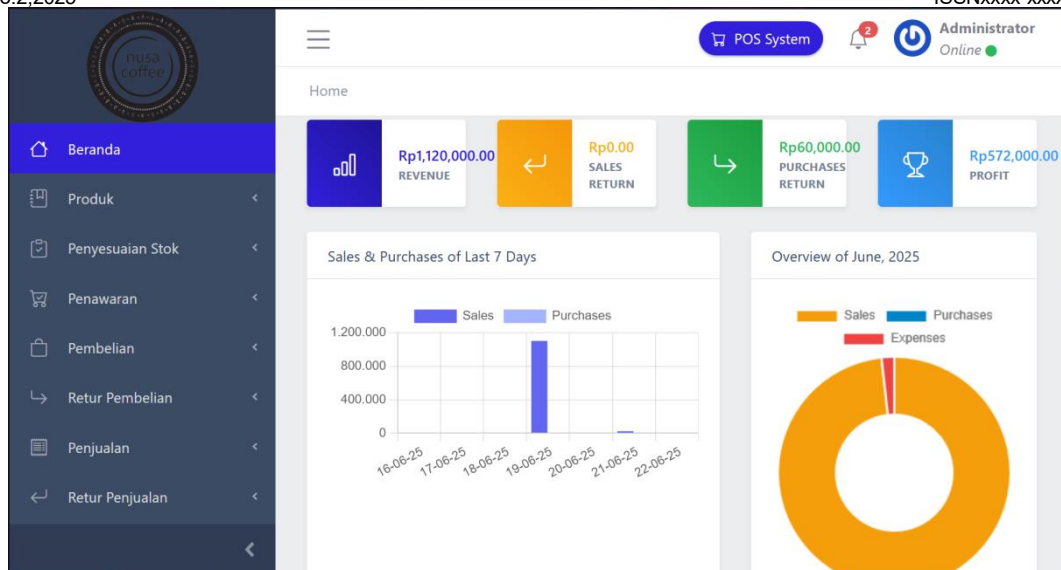 nusa
coffee
POS System
2
Administrator
Online
Home
Beranda
Produk
Penyesuaian Stok
Penawaran
Pembelian
Retur Pembelian
Penjualan
Retur Penjualan
Rp1,120,000.00
REVENUE
Rp0.00
SALES
RETURN
Rp60,000.00
PURCHASES
RETURN
Rp572,000.00
PROFIT
Sales & Purchases of Last 7 Days
Sales Purchases
1.200.000
800.000
400.000
0
16-06-25 17-06-25 18-06-25 19-06-25 20-06-25 21-06-25 22-06-25
Overview of June, 2025
Sales Purchases
Expenses